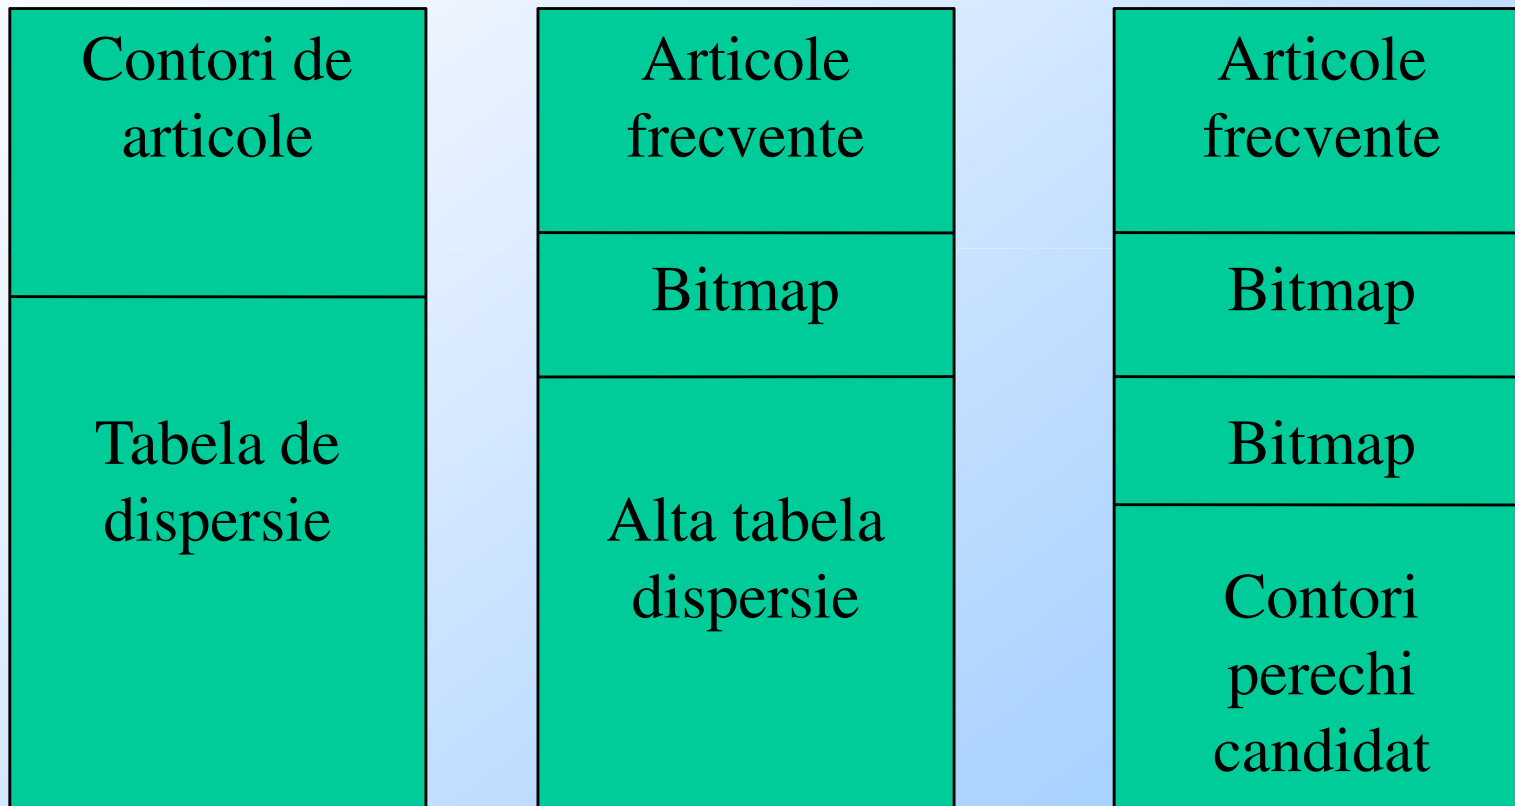 Contori de
articole
Tabela de
dispersie
Articole
frecvente
Bitmap
Alta tabela
dispersie
Articole
frecvente
Bitmap
Bitmap
Contori
perechi
candidat